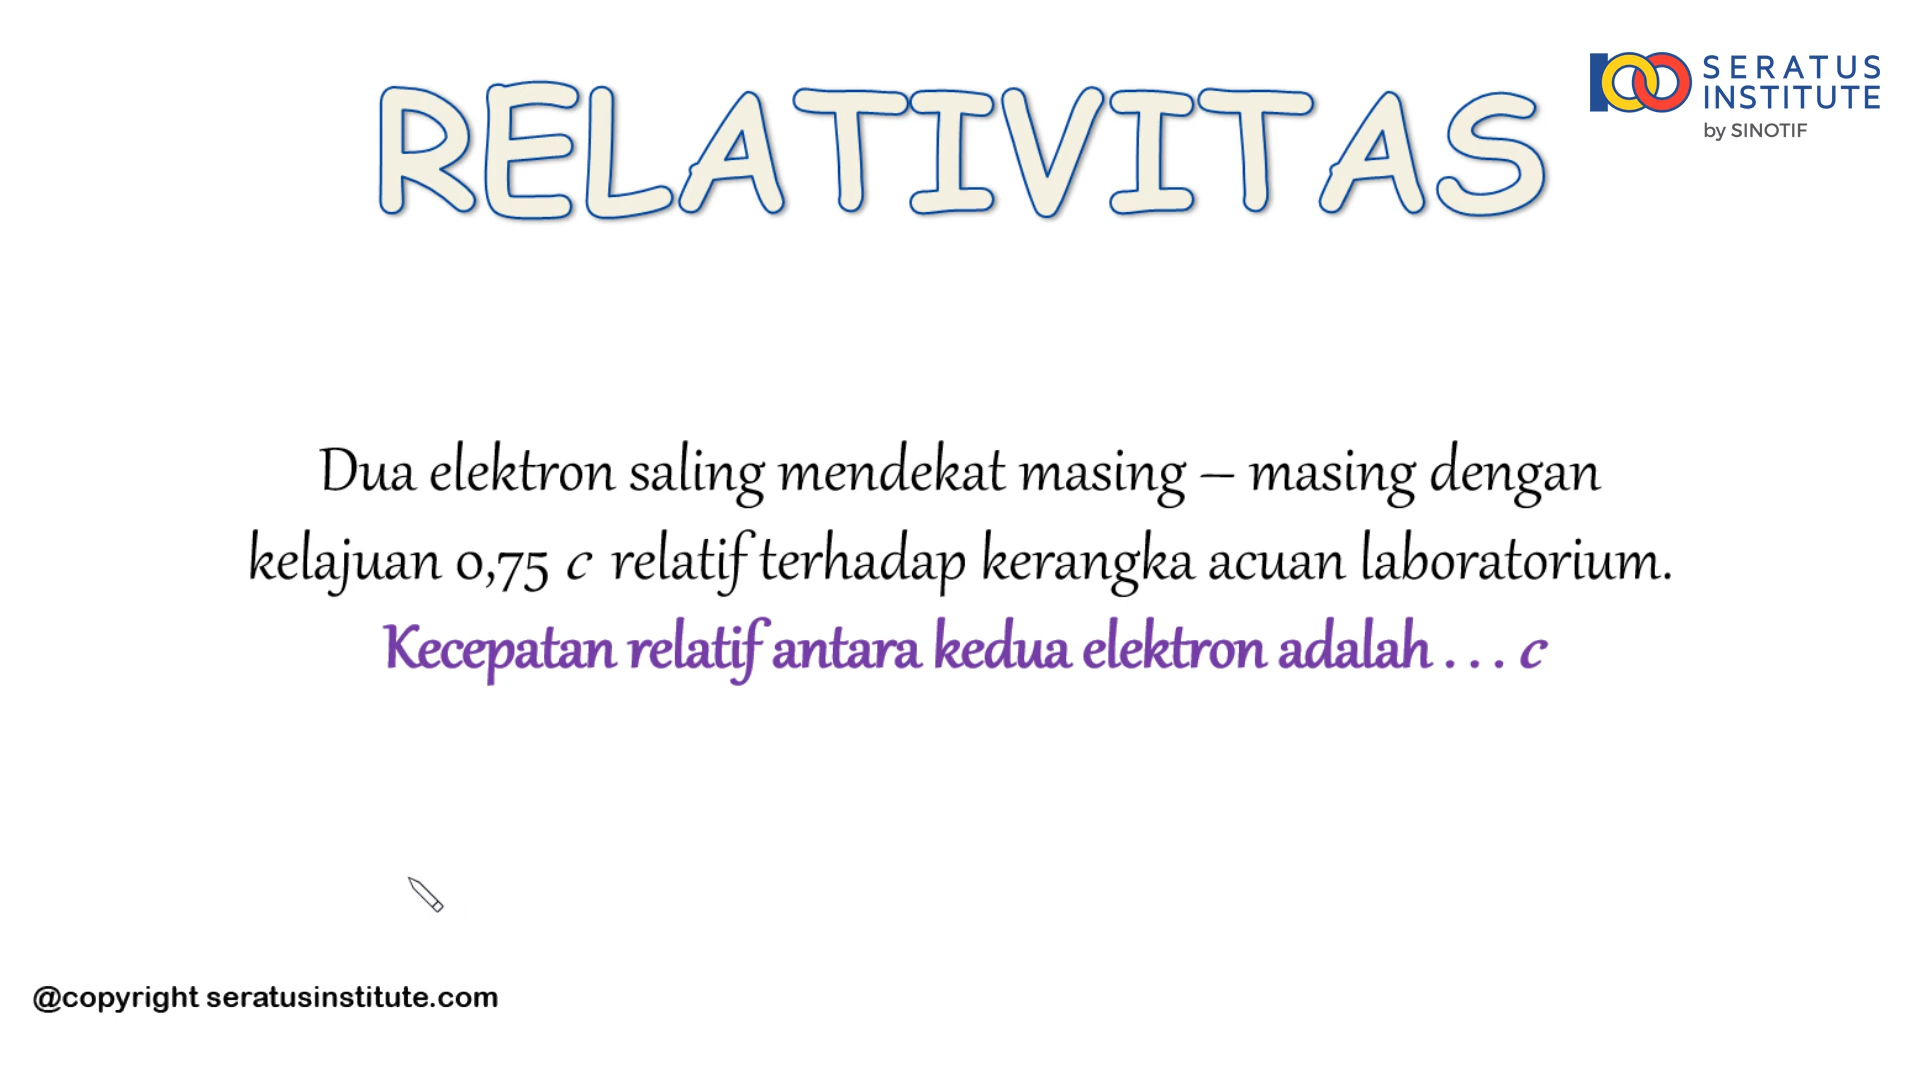 RELATIVITAS
100 SERATUS
INSTITUTE
by SINOTIF
Dua elektron saling mendekat masing – masing dengan
kelajuan 0,75 c relatif terhadap kerangka acuan laboratorium.
Kecepatan relatif antara kedua elektron adalah . . . c
@copyright seratusinstitute.com